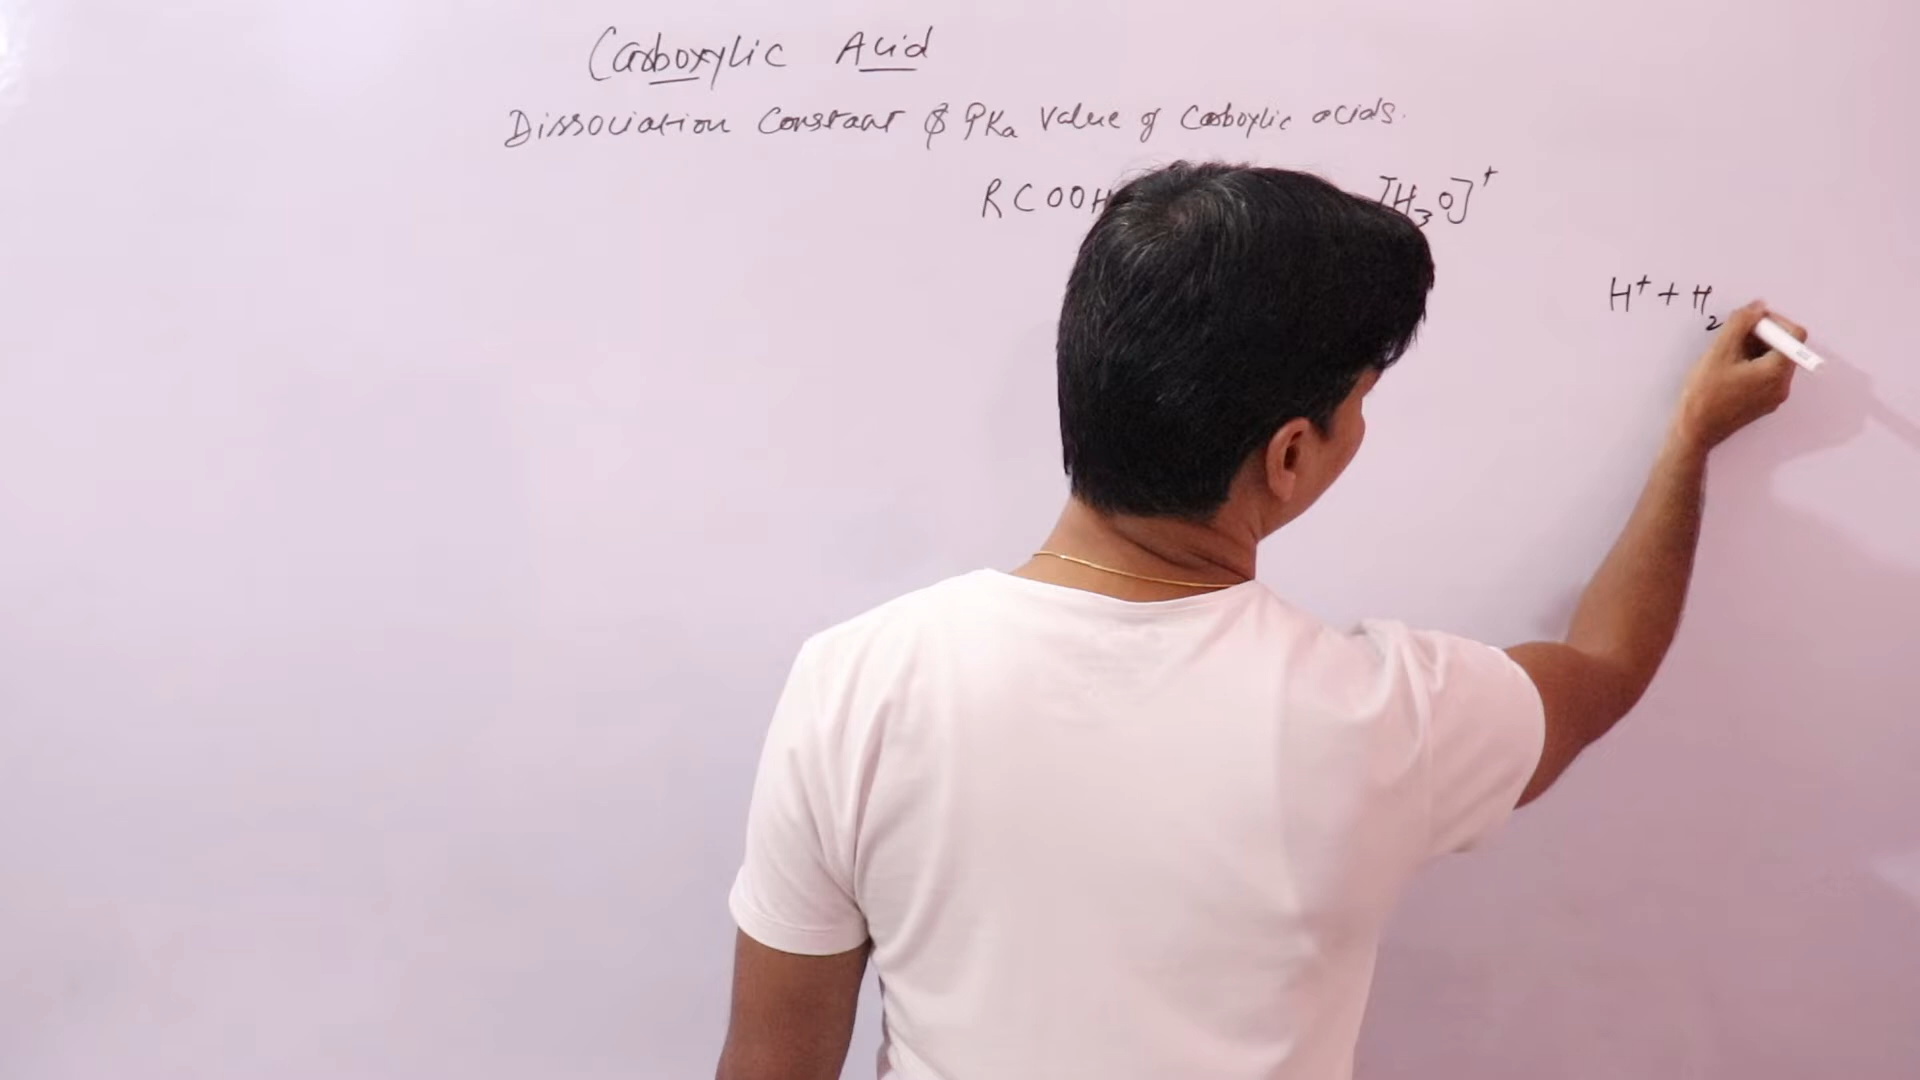 Carboxylic Acid
Dissociation Constant & PKa Value of Carboxylic acids.
RCOOH [H₃O]⁺
H⁺ + H₂